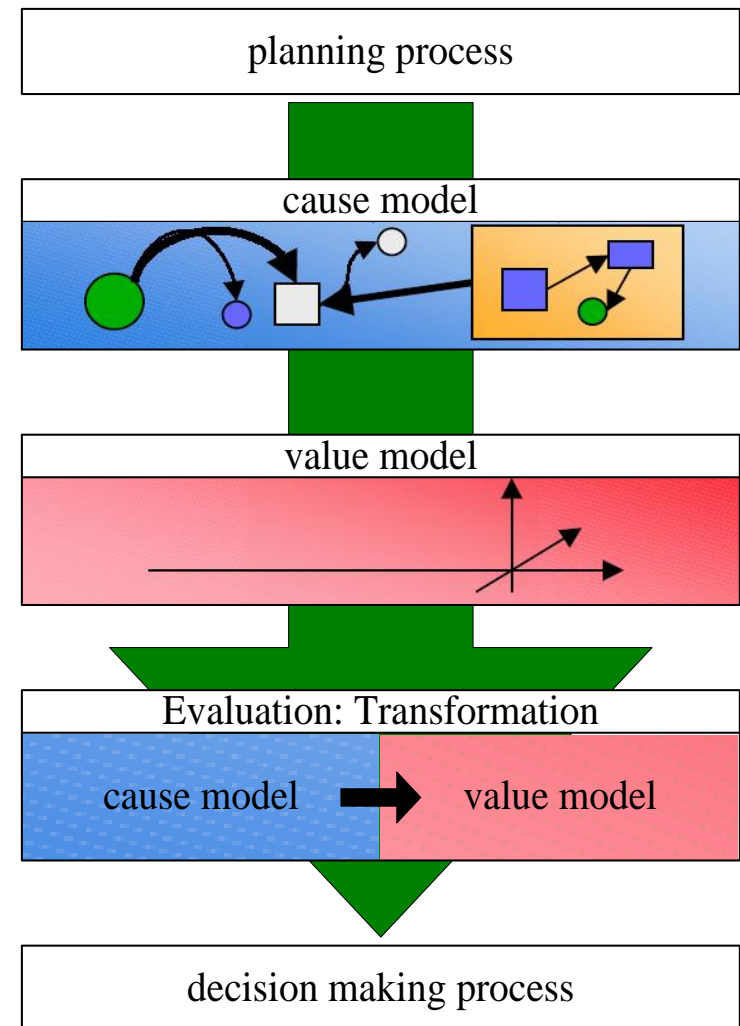 planning process
cause model
value model
Evaluation: Transformation
cause model
value model
decision making process